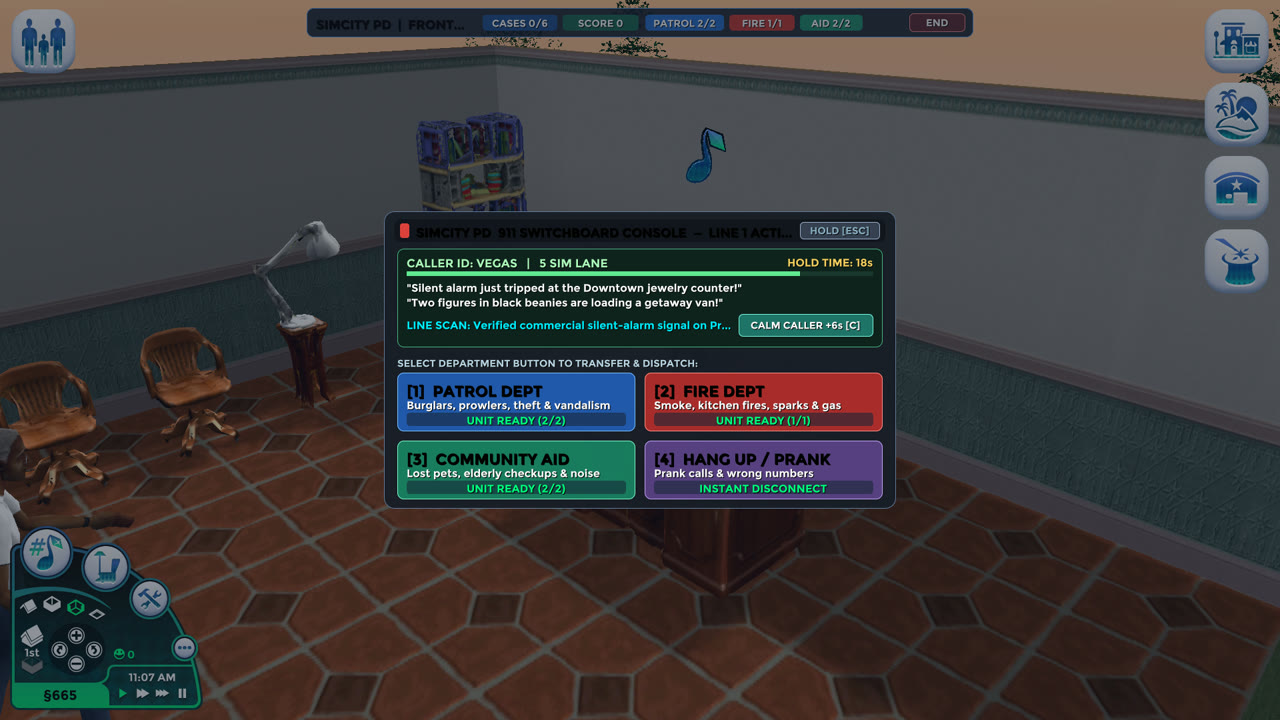 SIMCITY PD | FRONT...
CASES 0/6
SCORE 0
PATROL 2/2
FIRE 1/1
AID 2/2
END
SIMCITY PD 911 SWITCHBOARD CONSOLE – LINE 1 ACTI...
HOLD [ESC]
CALLER ID: VEGAS | 5 SIM LANE
HOLD TIME: 18s
"Silent alarm just tripped at the Downtown jewelry counter!"
"Two figures in black beanies are loading a getaway van!"
LINE SCAN: Verified commercial silent-alarm signal on Pr...
CALM CALLER +6s [C]
SELECT DEPARTMENT BUTTON TO TRANSFER & DISPATCH:
[1] PATROL DEPT
Burglars, prowlers, theft & vandalism
UNIT READY (2/2)
[2] FIRE DEPT
Smoke, kitchen fires, sparks & gas
UNIT READY (1/1)
[3] COMMUNITY AID
Lost pets, elderly checkups & noise
UNIT READY (2/2)
[4] HANG UP / PRANK
Prank calls & wrong numbers
INSTANT DISCONNECT
#
1st
0
11:07 AM
§665